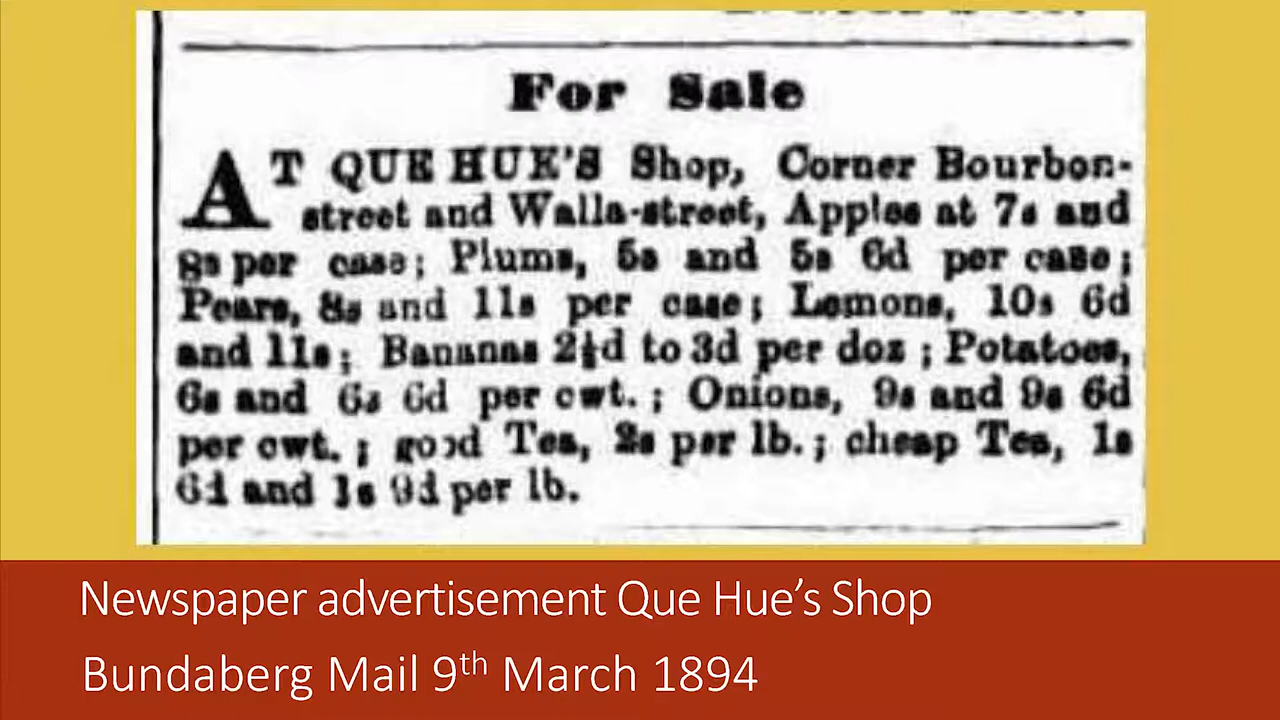 For Sale
AT QUE HUE'S Shop, Corner Bourbon-
street and Walla-street, Apples at 7s and
8s per case; Plums, 5s and 5s 6d per case;
Pears, 8s and 11s per case; Lemons, 10s 6d
and 11s; Bananas 2½d to 3d per doz; Potatoes,
6s and 6s 6d per cwt.; Onions, 9s and 9s 6d
per cwt.; good Tea, 2s per lb.; cheap Tea, 1s
6d and 1s 9d per lb.
Newspaper advertisement Que Hue's Shop
Bundaberg Mail 9th March 1894